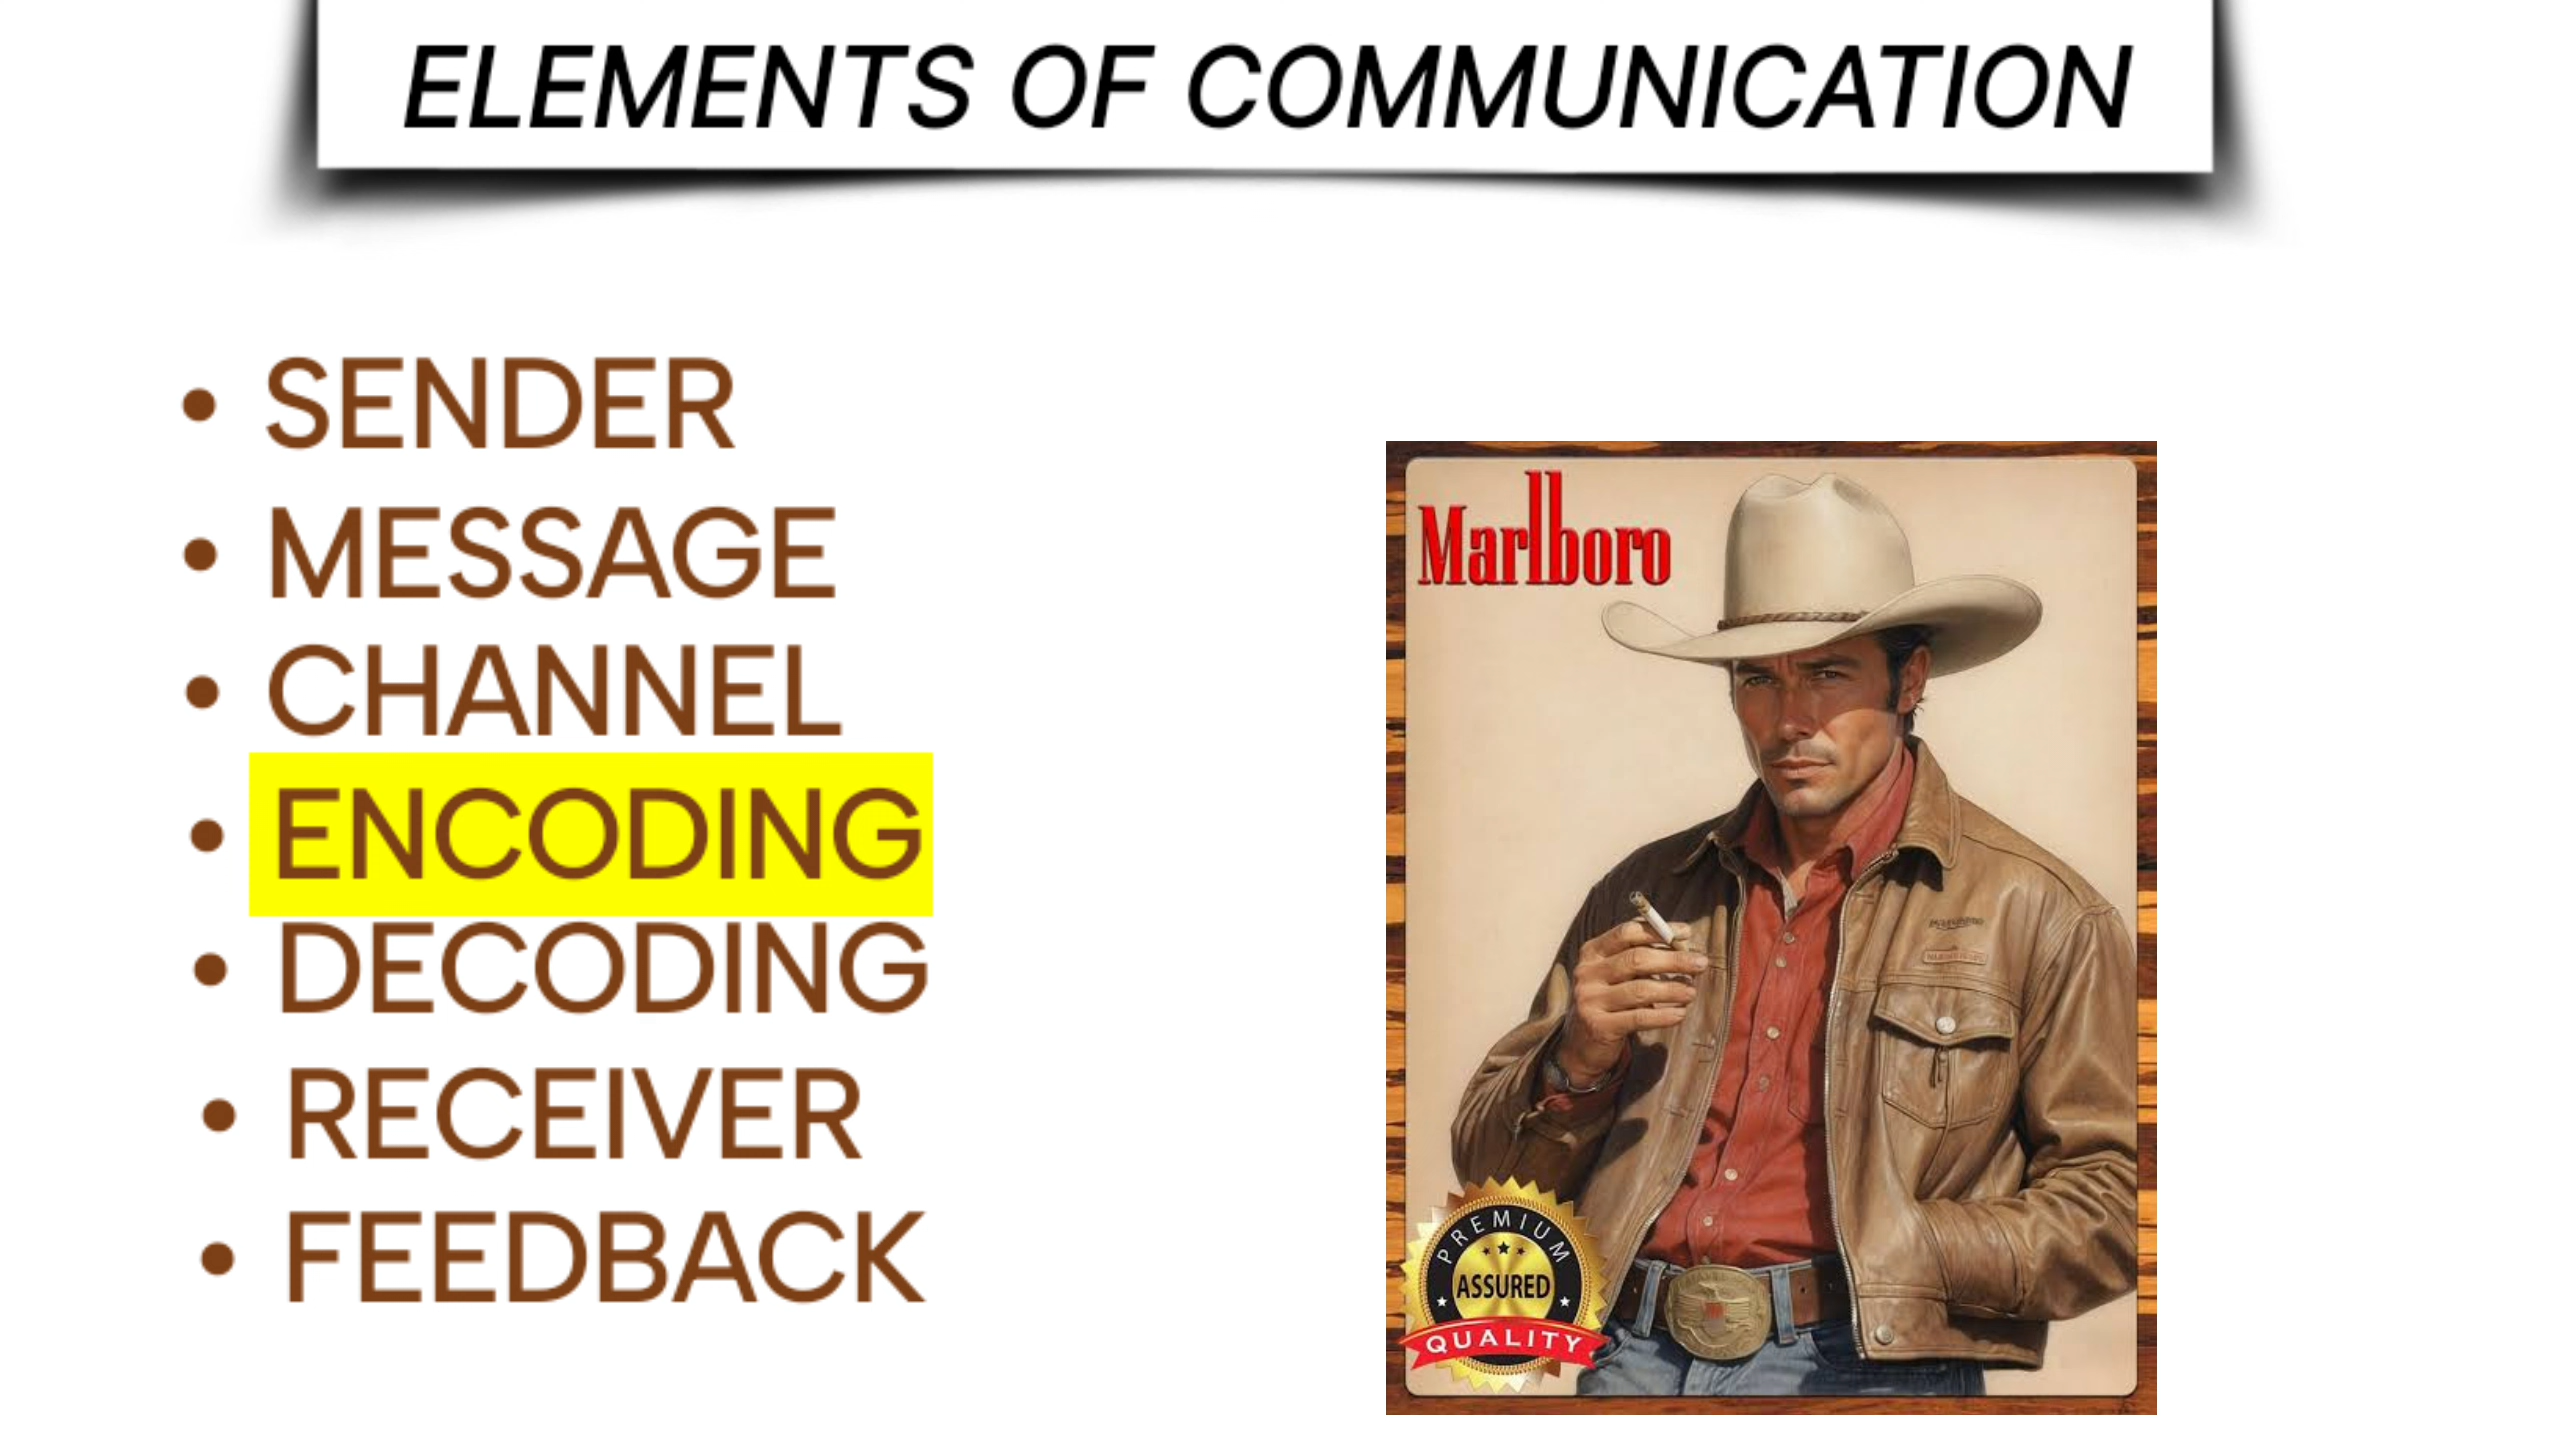 ELEMENTS OF COMMUNICATION
• SENDER
• MESSAGE
• CHANNEL
• ENCODING
• DECODING
• RECEIVER
• FEEDBACK
Marlboro
PREMIUM
ASSURED
QUALITY